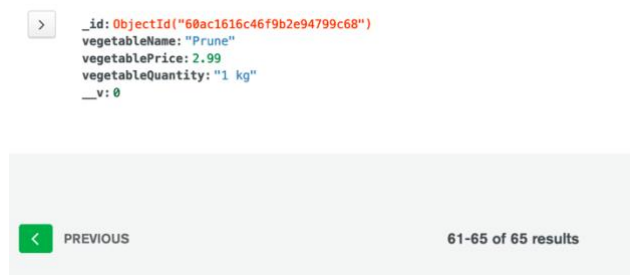 _id: ObjectId("60ac1616c46f9b2e94799c68")
vegetableName: "Prune"
vegetablePrice: 2.99
vegetableQuantity: "1 kg"
__v: 0
PREVIOUS
61-65 of 65 results